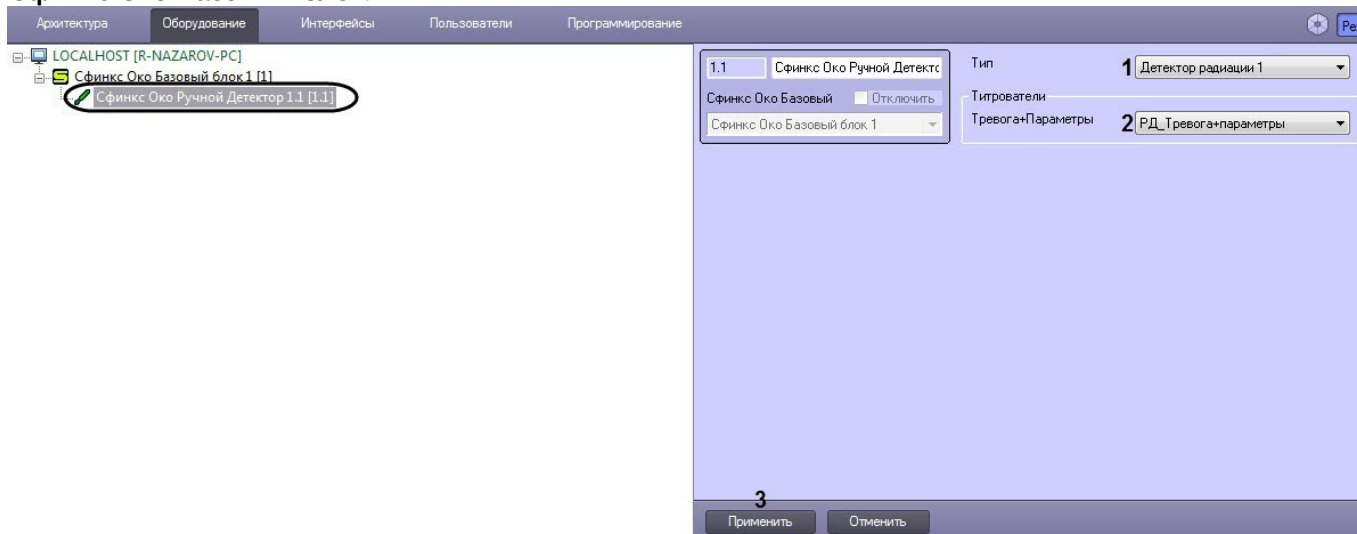 Архитектура Оборудование Интерфейсы Пользователи Программирование
LOCALHOST [R-NAZAROV-PC]
Сфинкс Око Базовый блок 1 [1]
Сфинкс Око Ручной Детектор 1.1 [1.1]
1.1 Сфинкс Око Ручной Детектс
Сфинкс Око Базовый Отключить
Сфинкс Око Базовый блок 1
Тип 1 Детектор радиации 1
Титрователи
Тревога+Параметры 2 РД_Тревога+параметры
3
Применить Отменить